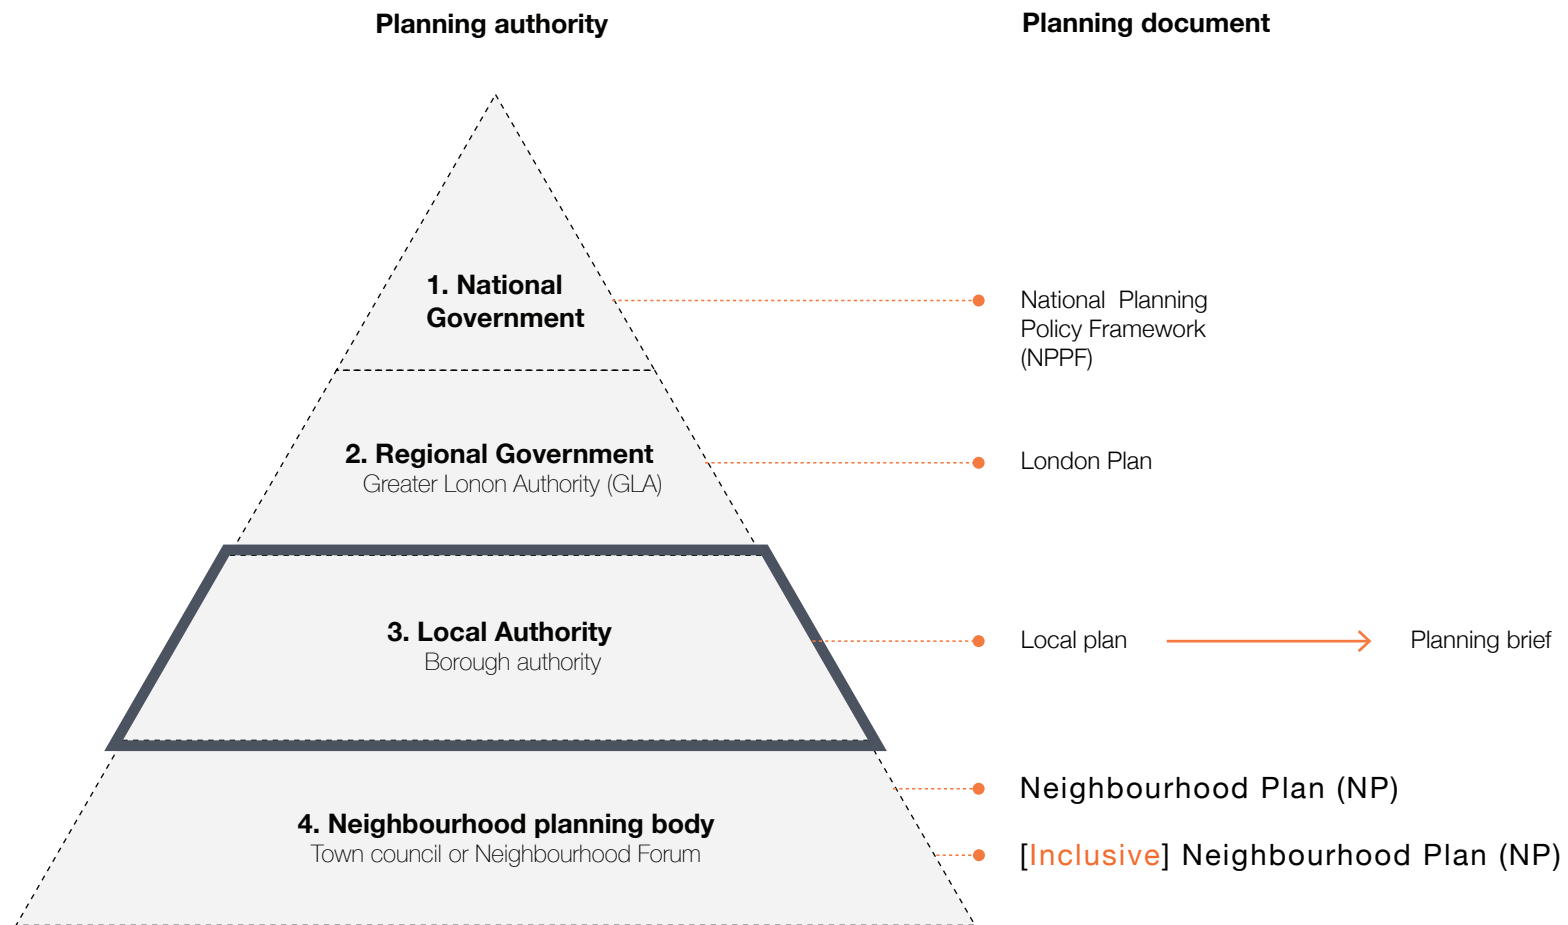 Planning authority
Planning document
1. National
Government
National Planning
Policy Framework
(NPPF)
2. Regional Government
Greater Lonon Authority (GLA)
London Plan
3. Local Authority
Borough authority
Local plan
Planning brief
4. Neighbourhood planning body
Town council or Neighbourhood Forum
Neighbourhood Plan (NP)
[Inclusive] Neighbourhood Plan (NP)